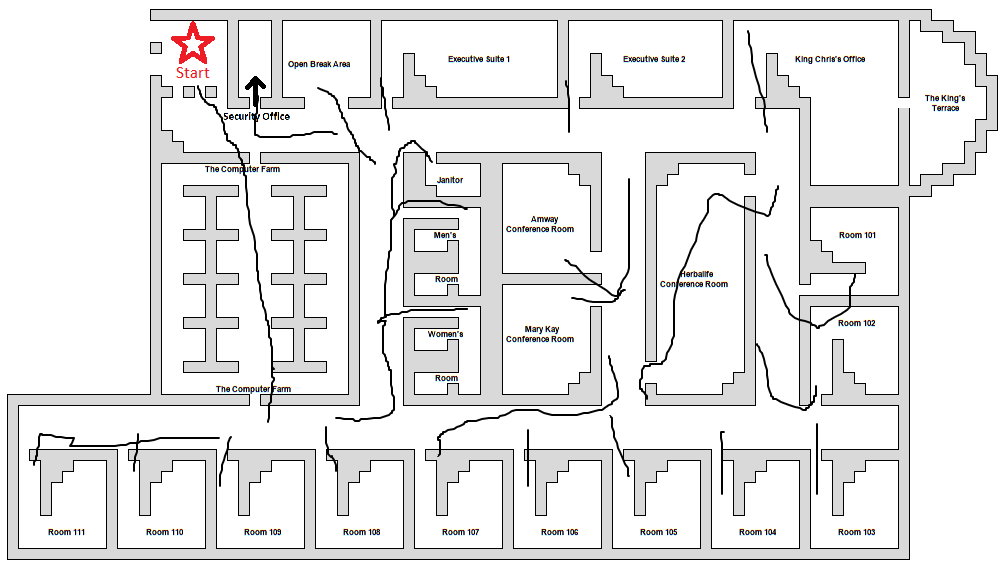 Start
Open Break Area
Executive Suite 1
Executive Suite 2
King Chris's Office
The King's
Terrace
Security Office
The Computer Farm
Janitor
Amway
Conference Room
Men's
Room
Room 101
Herbalife
Conference Room
Women's
Room
Mary Kay
Conference Room
Room 102
The Computer Farm
Room 111
Room 110
Room 109
Room 108
Room 107
Room 106
Room 105
Room 104
Room 103